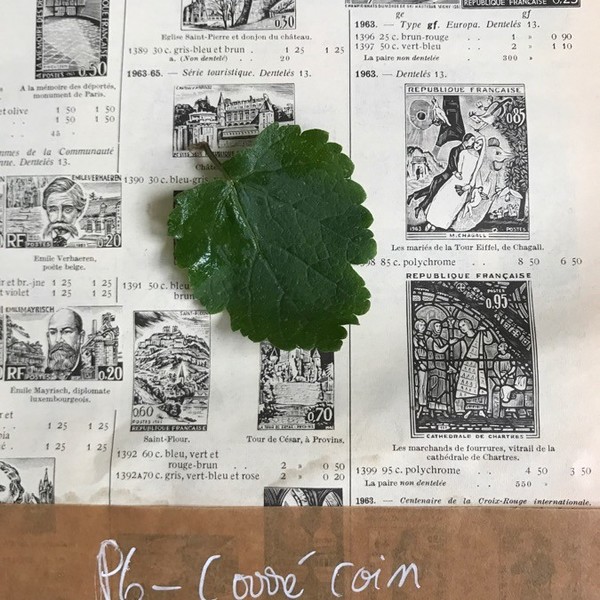 0.50
A la mémoire des déportés,
monument de Paris.
et olive 1 50 1 50
. . 1 50 1 50
45 »
mmes de la Communauté
enne. Dentelés 13.
EMILE VERHAEREN
RF 0.20
Emile Verhaeren,
poète belge.
ir et br.-jne 1 25 1 25
t violet 1 25 1 25
EMILE MAYRISCH
RF 0.20
Émile Mayrisch, diplomate
luxembourgeois.
et
1 25 1 25
1 25 1 25
0.30
Eglise Saint-Pierre et donjon du château.
1389 30 c. gris-bleu et brun . 1 25 1 25
a. (Non dentelé) . . 20
1963-65. — Série touristique. Dentelés 13.
1390 30 c. bleu-gris
1391 50 c. bleu
brun
0.60
REPUBLIQUE FRANÇAISE
Saint-Flour.
0.70
Tour de César, à Provins.
1392 60 c. bleu, vert et
rouge-brun . . 2 » 0 50
1392A 70 c. gris, vert-bleu et rose 2 » 0 20
REPUBLIQUE FRANÇAISE 0.25
ge gf
1963. — Type gf. Europa. Dentelés 13.
1396 25 c. brun-rouge . . 1 » 0 90
1397 50 c. vert-bleu . . 2 » 1 10
La paire non dentelée . . 300 »
1963. — Dentelés 13.
REPUBLIQUE FRANÇAISE
0.85
1963 POSTES
M. CHAGALL
Les mariés de la Tour Eiffel, de Chagall.
98 85 c. polychrome . . 8 50 6 50
REPUBLIQUE FRANÇAISE
0.95
CATHEDRALE DE CHARTRES
Les marchands de fourrures, vitrail de la
cathédrale de Chartres.
1399 95 c. polychrome . . 4 50 3 50
La paire non dentelée . . 550 »
1963. — Centenaire de la Croix-Rouge internationale.
P6 – Carré coin